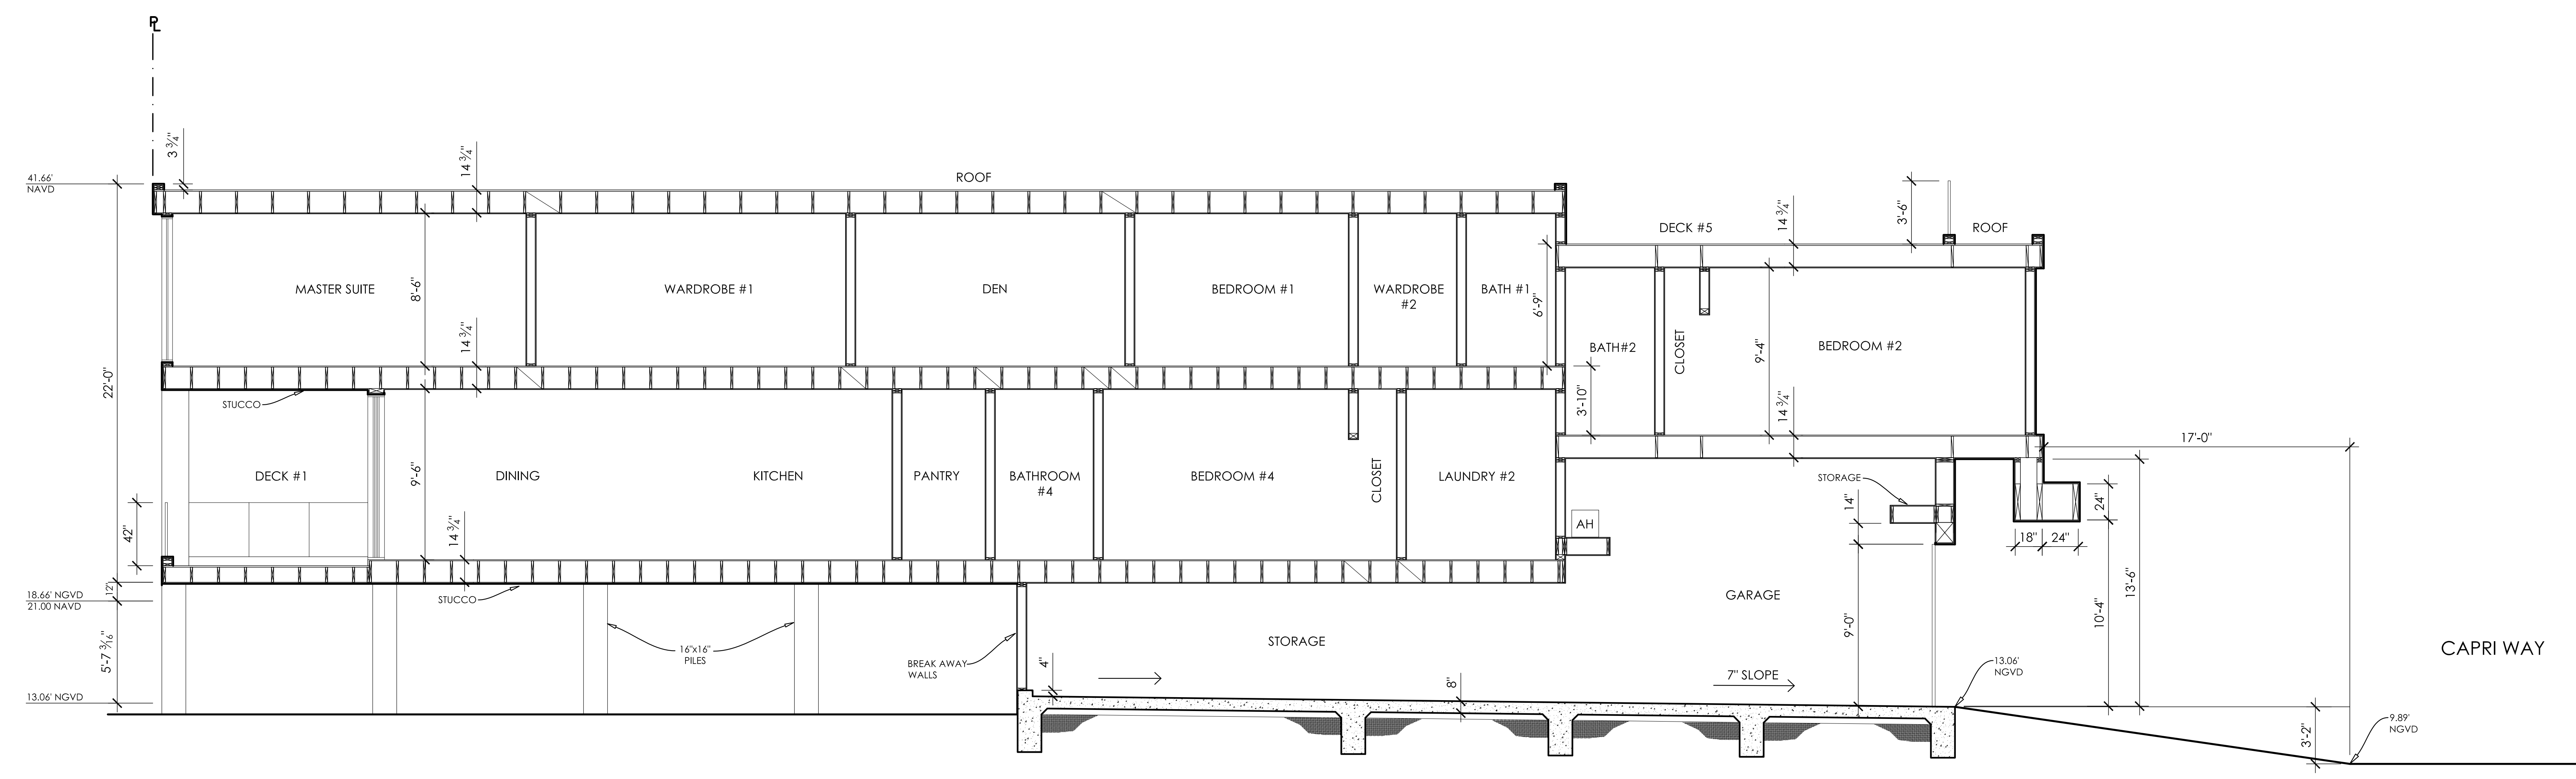 PL
3 3/4"
14 3/4"
ROOF
41.66'
NAVD
3'-6"
14 3/4"
DECK #5
ROOF
MASTER SUITE
8'-6"
WARDROBE #1
DEN
BEDROOM #1
WARDROBE
#2
BATH #1
6'-9"
14 3/4"
BATH#2
CLOSET
9'-4"
BEDROOM #2
22'-0"
STUCCO
3'-10"
14 3/4"
17'-0"
DECK #1
9'-6"
DINING
KITCHEN
PANTRY
BATHROOM
#4
BEDROOM #4
CLOSET
LAUNDRY #2
STORAGE
14"
24"
42"
14 3/4"
AH
18"
24"
12"
18.66' NGVD
21.00 NAVD
STUCCO
GARAGE
13'-6"
10'-4"
9'-0"
5'-7 3/16"
16"x16"
PILES
BREAK AWAY
WALLS
STORAGE
CAPRI WAY
4"
8"
7" SLOPE
13.06'
NGVD
13.06' NGVD
3'-2"
9.89'
NGVD